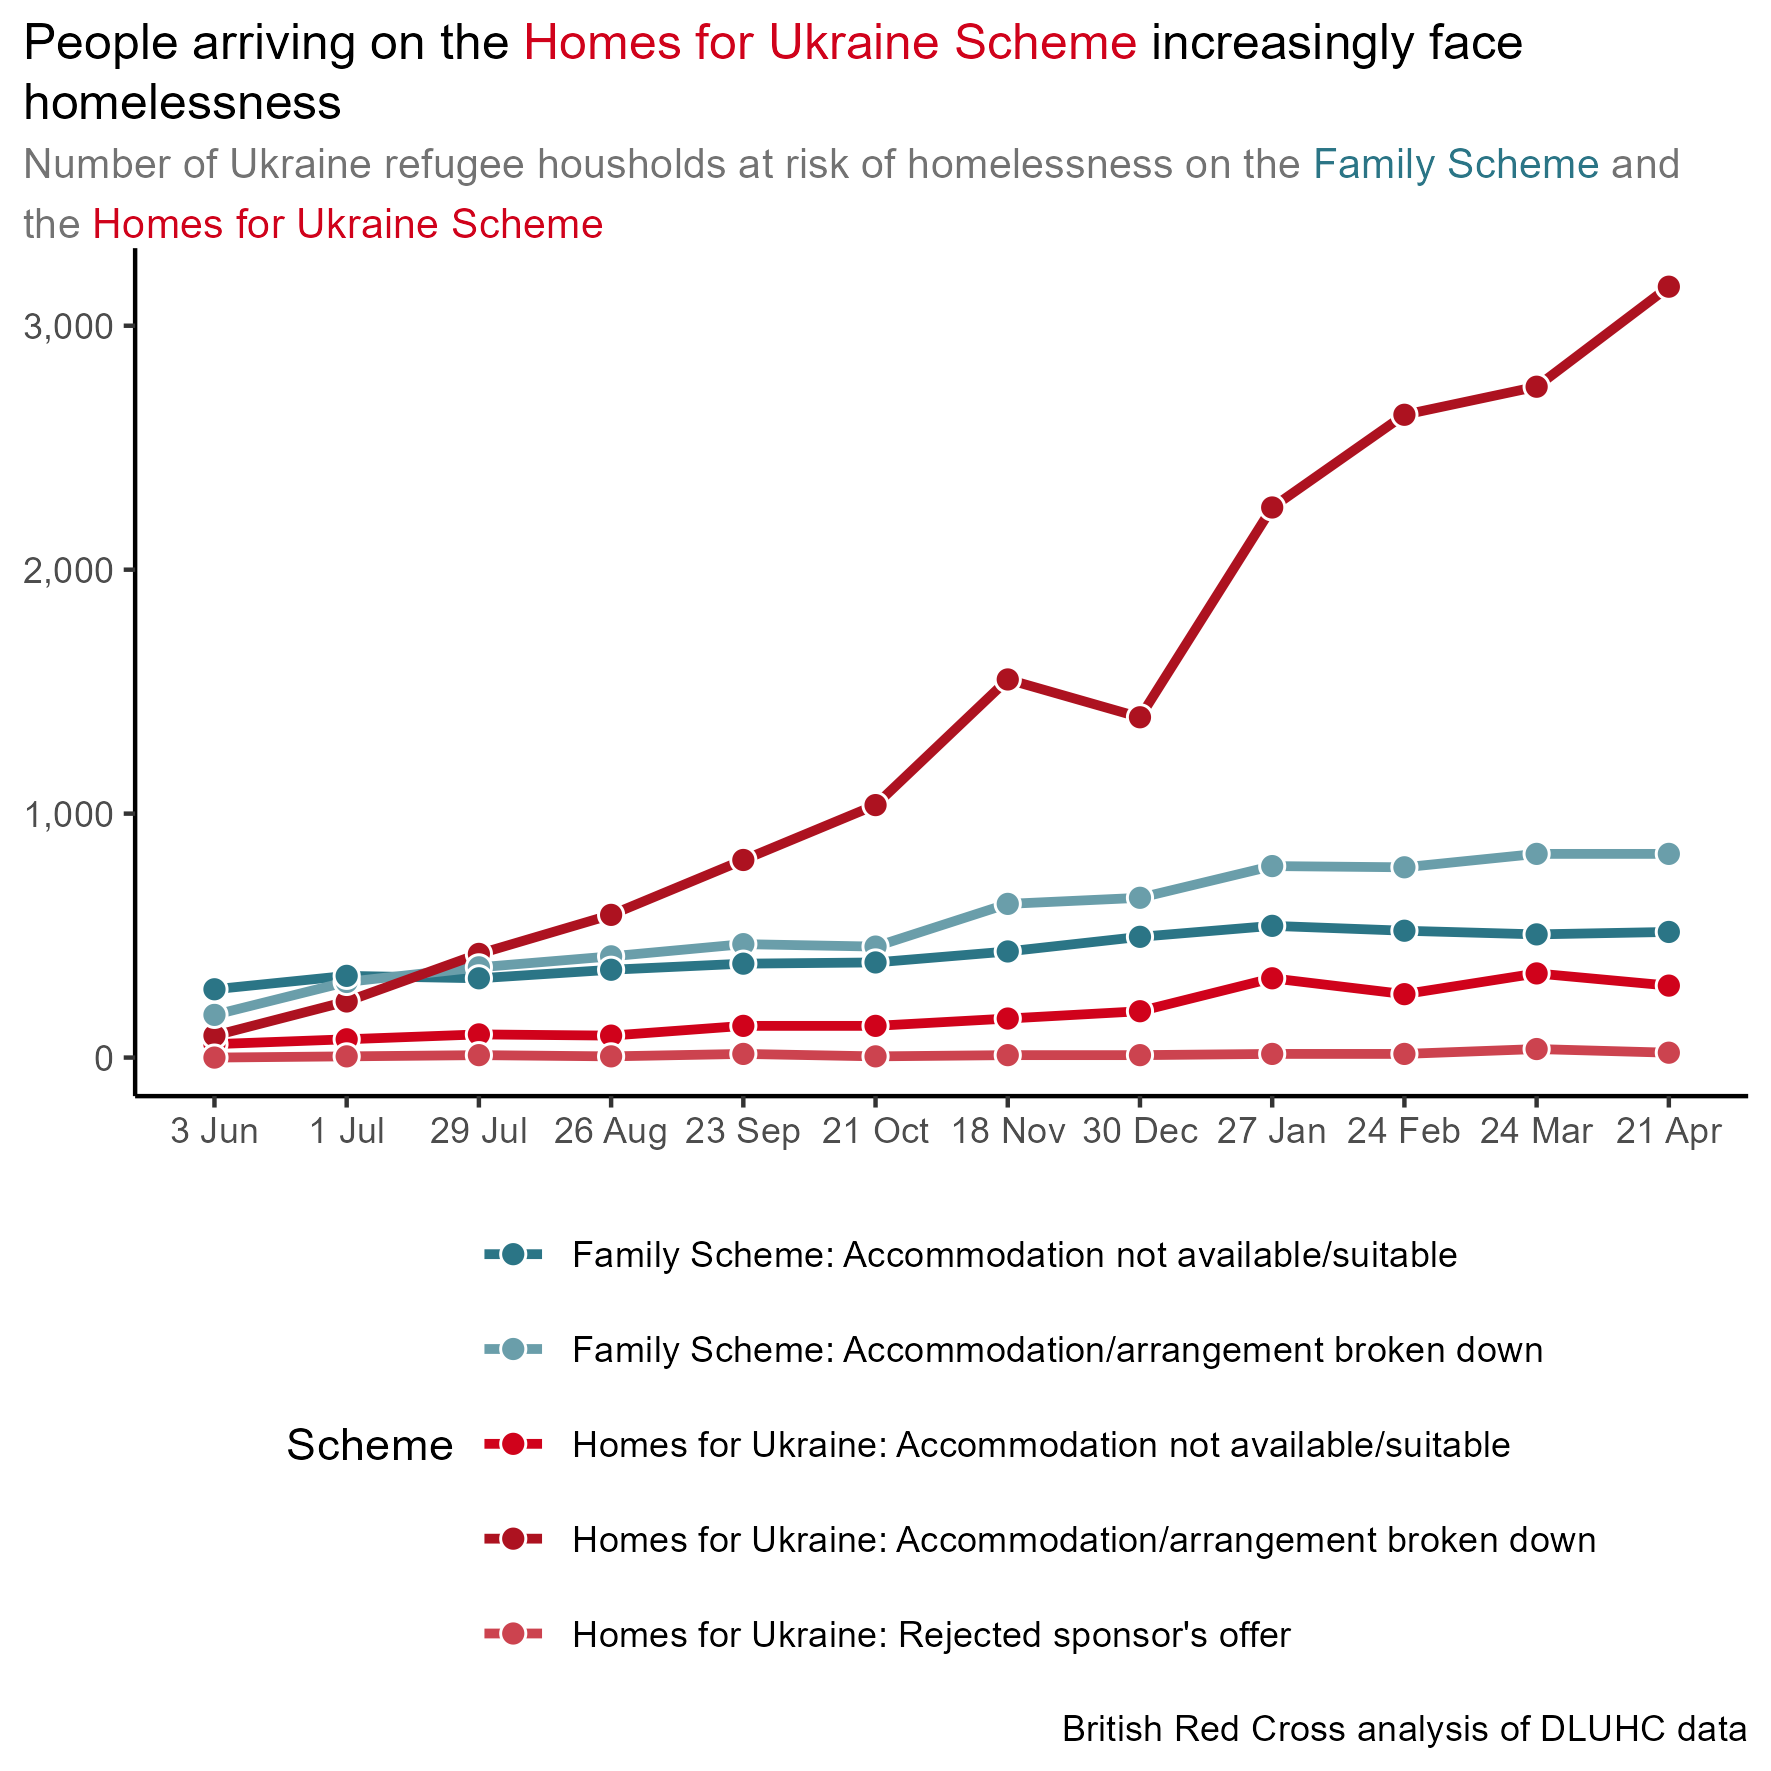 People arriving on the Homes for Ukraine Scheme increasingly face
homelessness
Number of Ukraine refugee housholds at risk of homelessness on the Family Scheme and
the Homes for Ukraine Scheme
3,000
2,000
1,000
0
3 Jun 1 Jul 29 Jul 26 Aug 23 Sep 21 Oct 18 Nov 30 Dec 27 Jan 24 Feb 24 Mar 21 Apr
Family Scheme: Accommodation not available/suitable
Family Scheme: Accommodation/arrangement broken down
Scheme Homes for Ukraine: Accommodation not available/suitable
Homes for Ukraine: Accommodation/arrangement broken down
Homes for Ukraine: Rejected sponsor's offer
British Red Cross analysis of DLUHC data